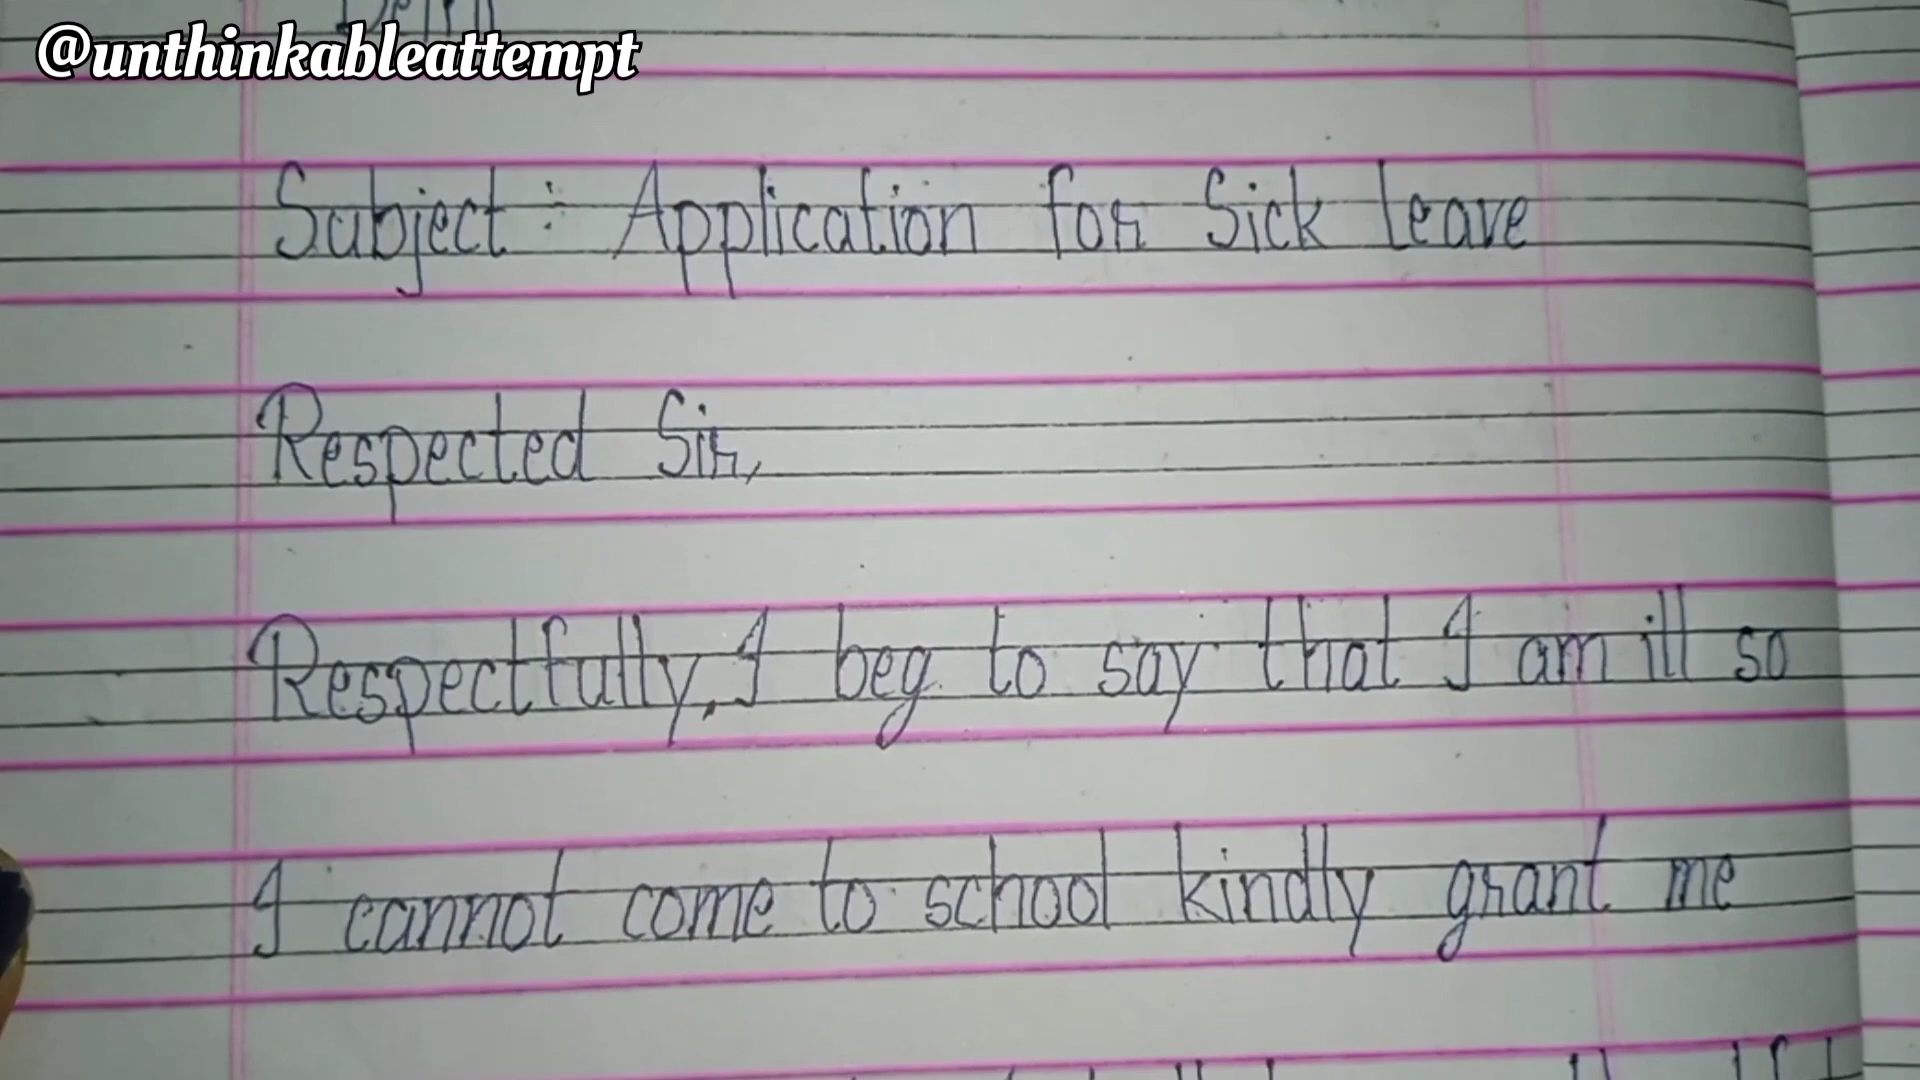 @unthinkableattempt
Subject : Application for Sick leave
Respected Sir,
Respectfully, I beg to say that I am ill so
I cannot come to school kindly grant me